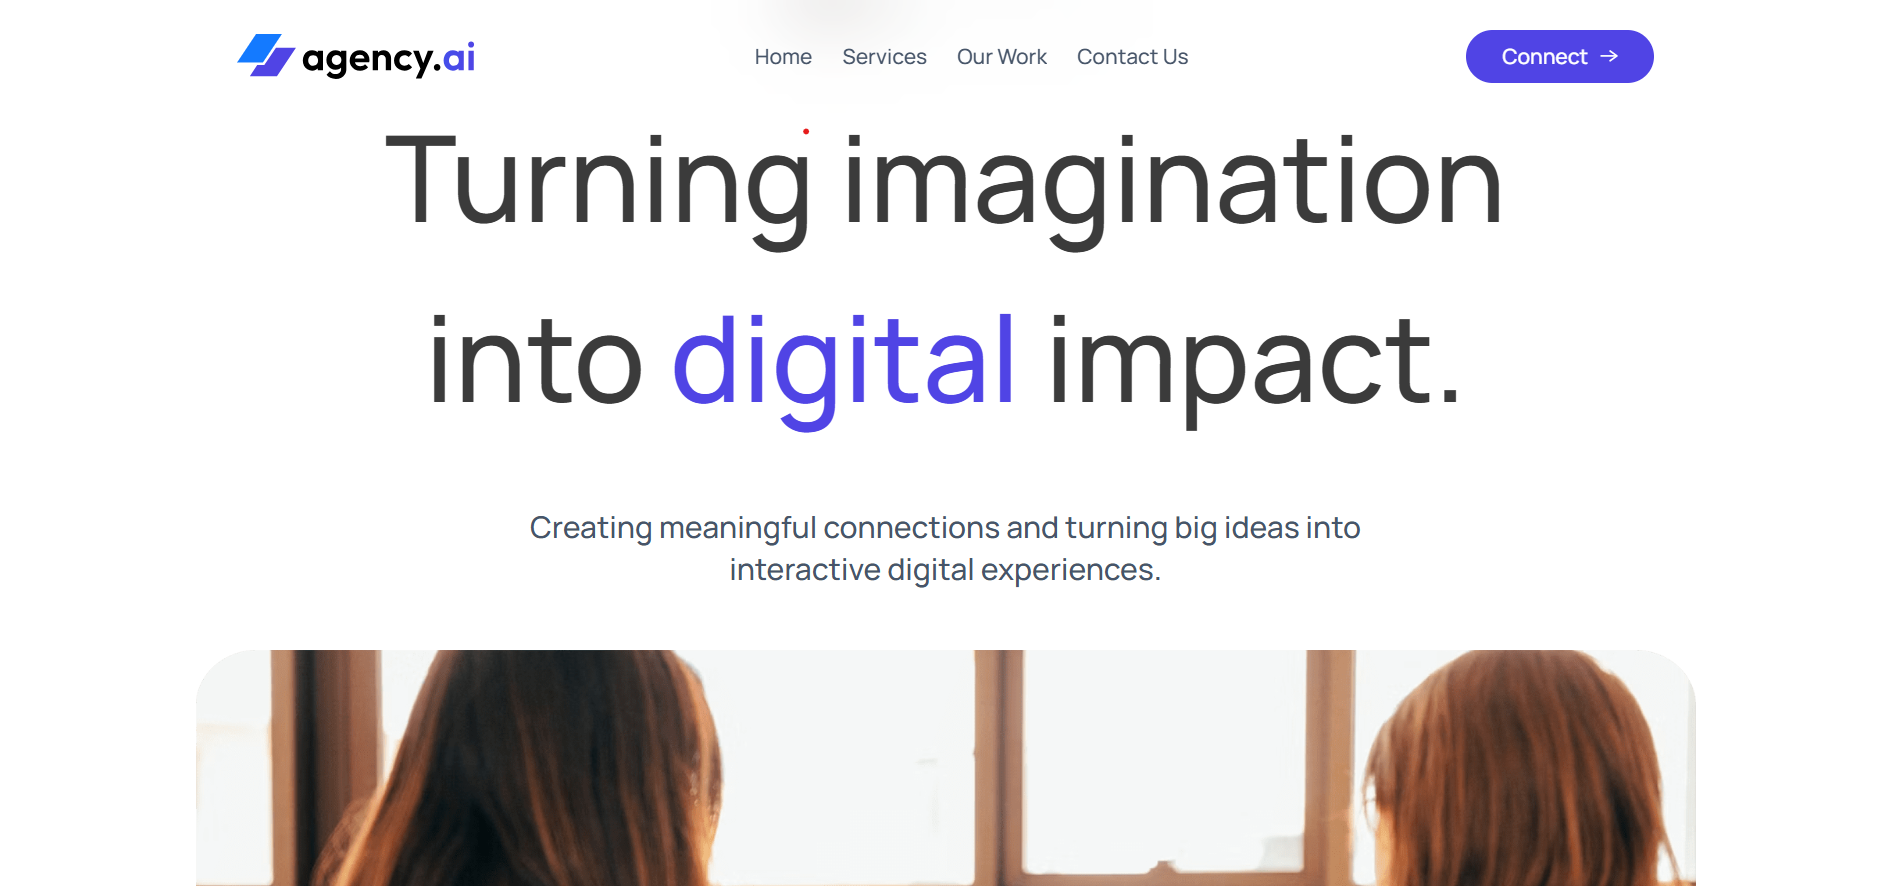 agency.ai
Home Services Our Work Contact Us
Connect →
Turning imagination
into digital impact.
Creating meaningful connections and turning big ideas into
interactive digital experiences.